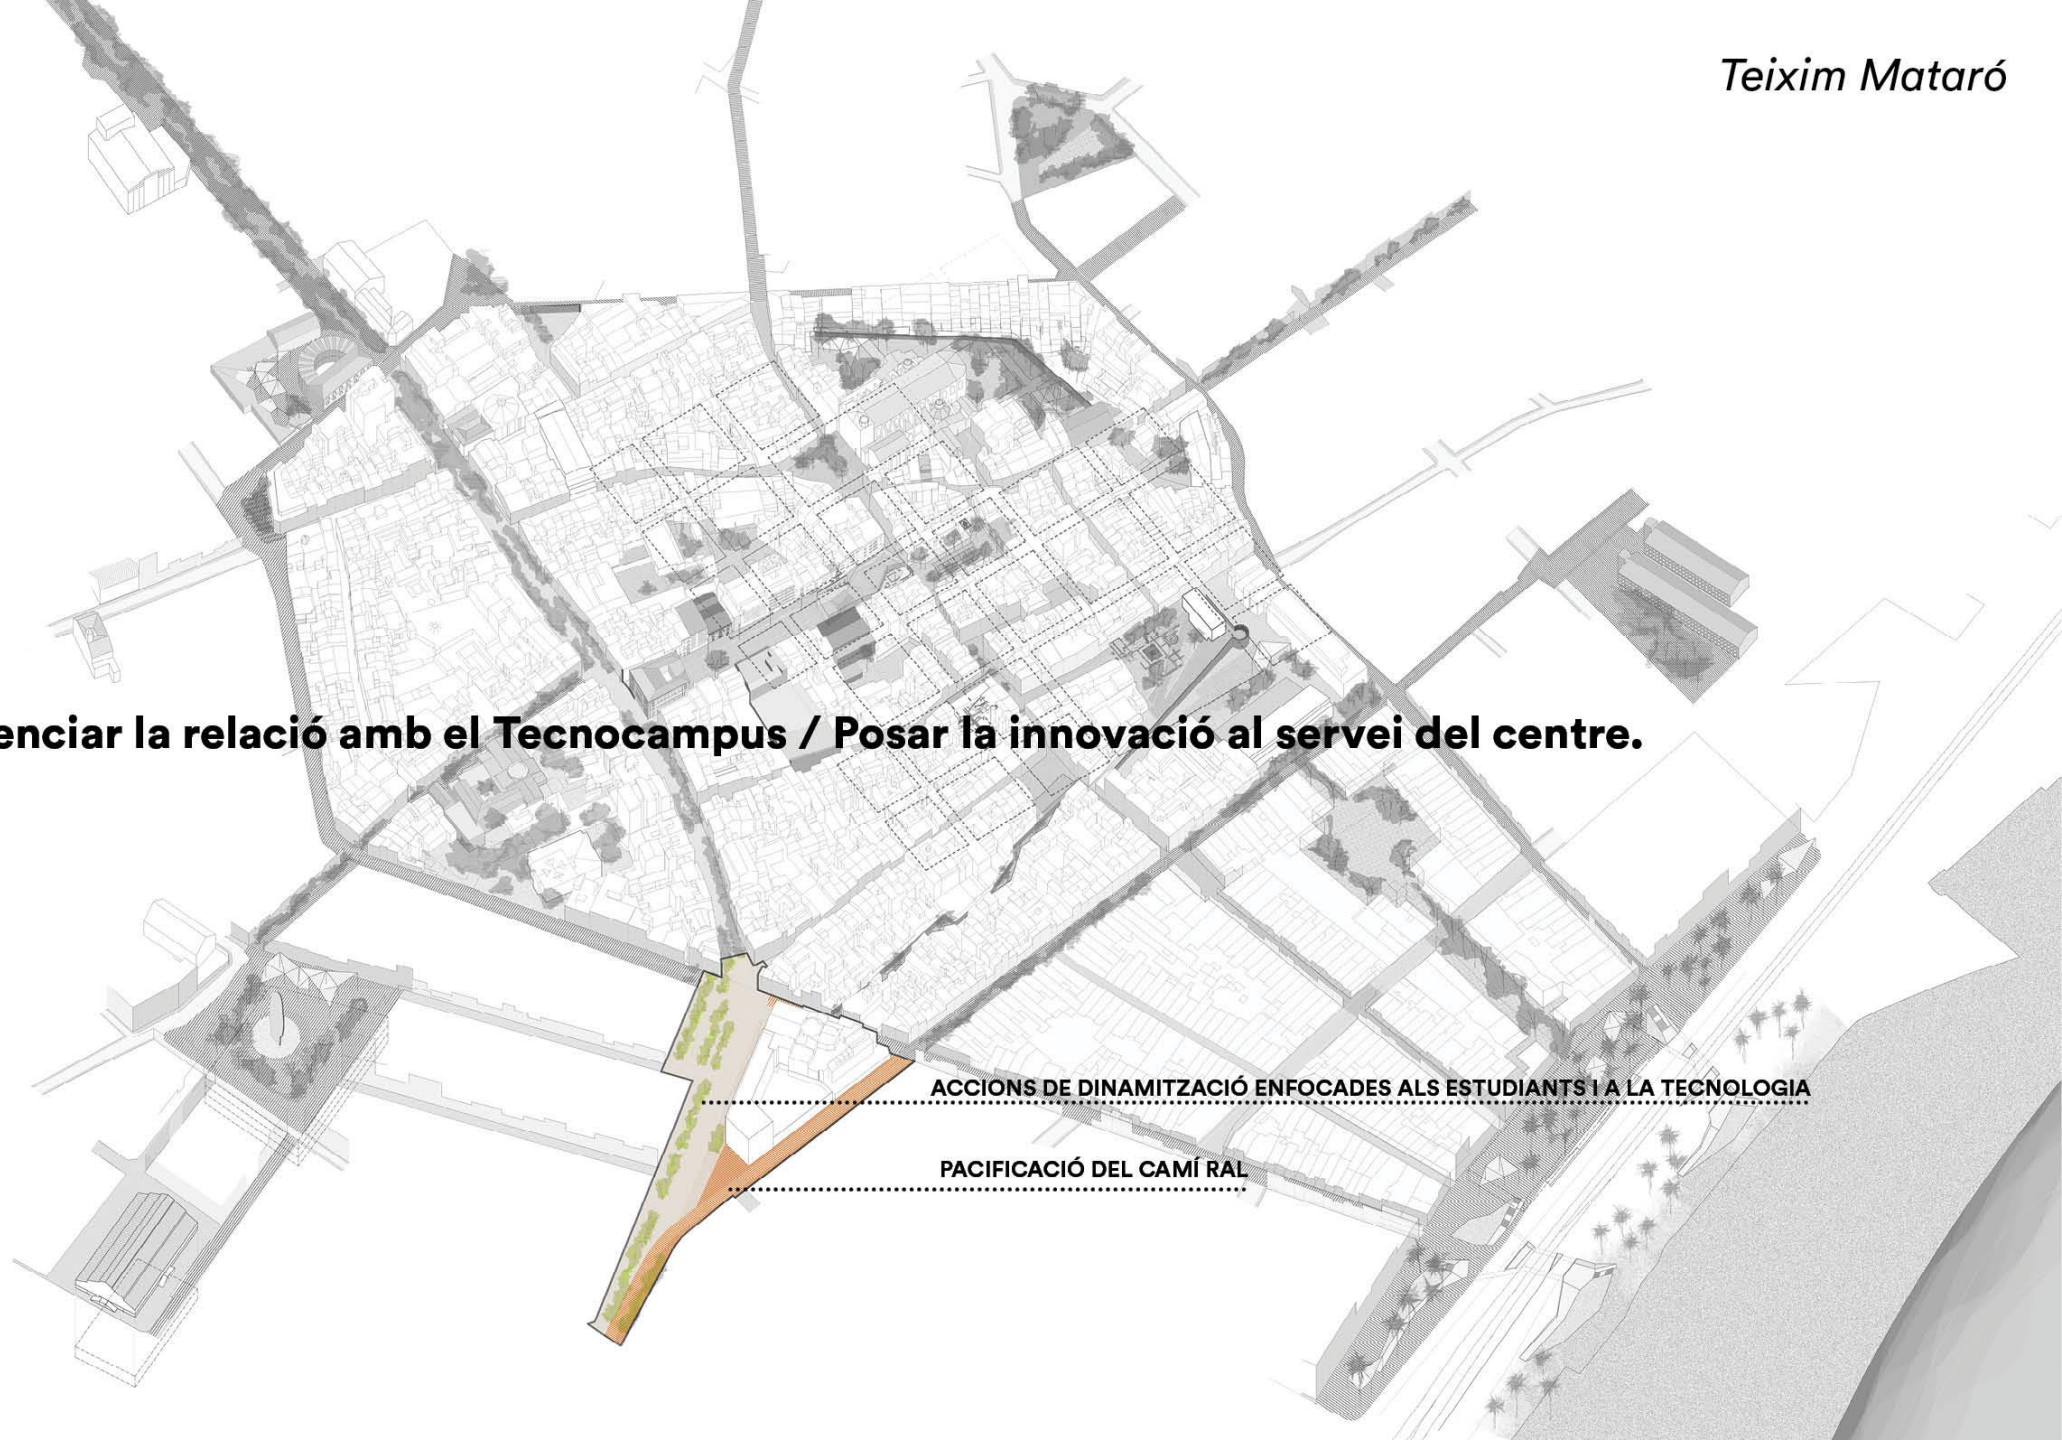 Teixim Mataró
enciar la relació amb el Tecnocampus / Posar la innovació al servei del centre.
ACCIONS DE DINAMITZACIÓ ENFOCADES ALS ESTUDIANTS I A LA TECNOLOGIA
PACIFICACIÓ DEL CAMÍ RAL